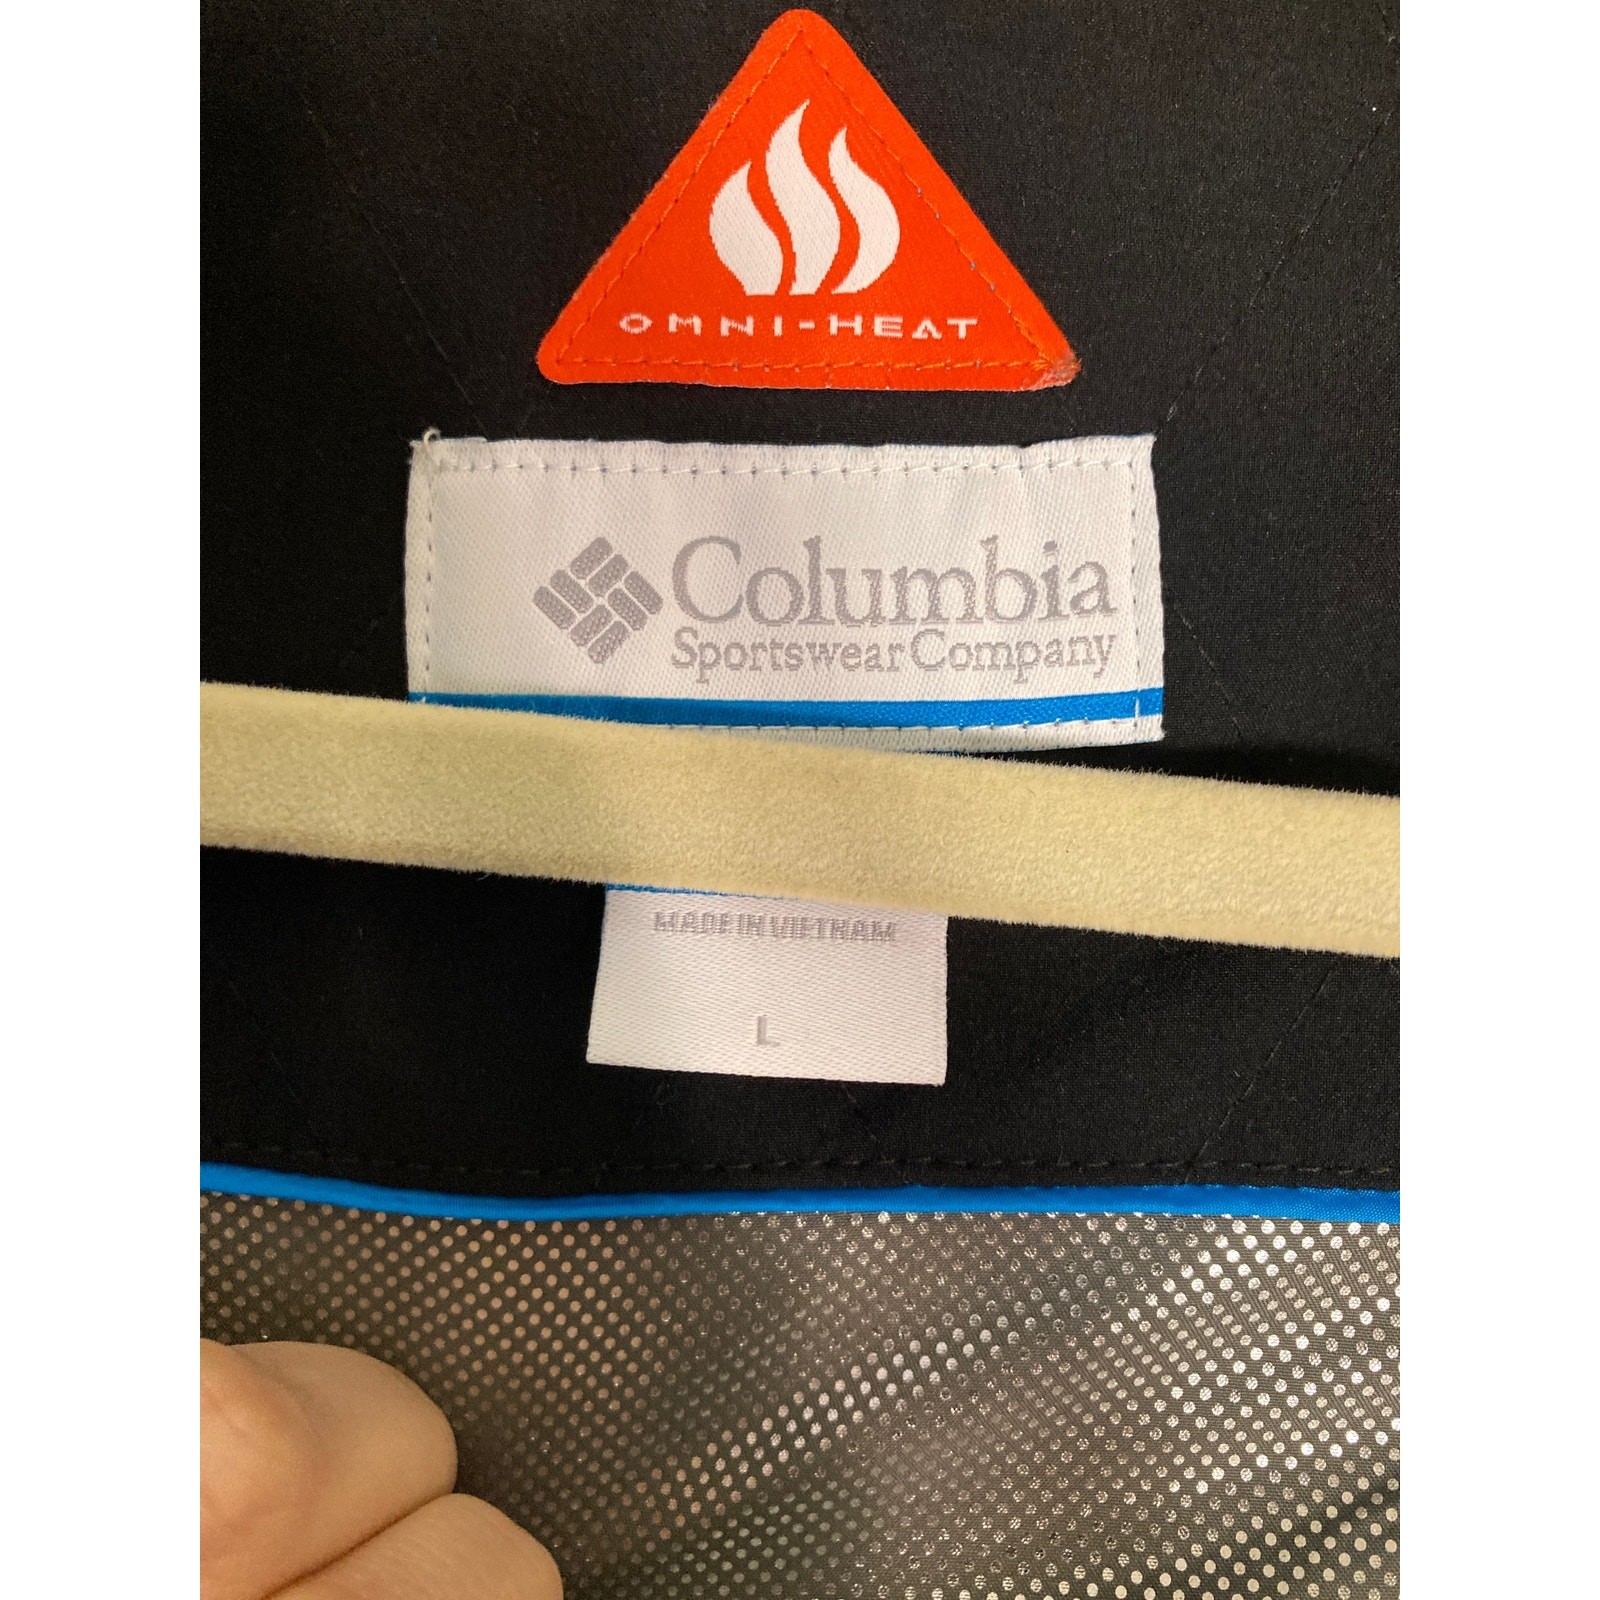 OMNI-HEAT
Columbia
Sportswear Company
MADE IN VIETNAM
L